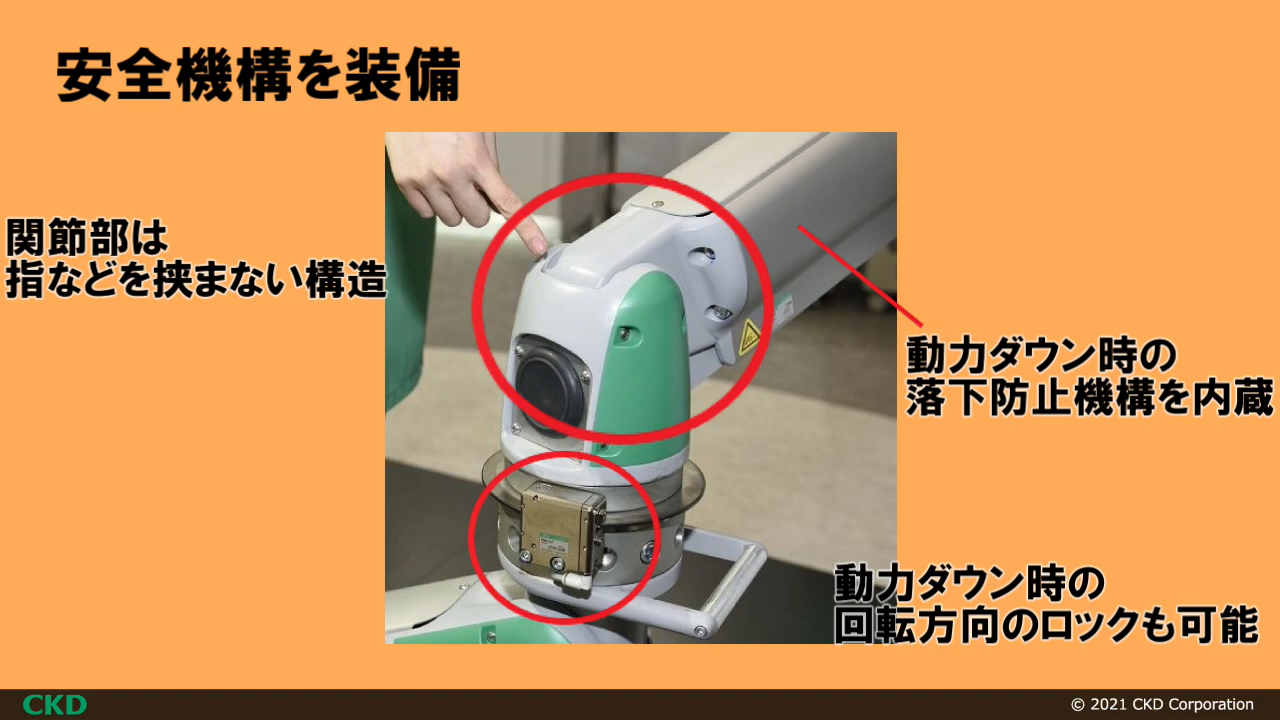 安全機構を装備
関節部は
指などを挟まない構造
動力ダウン時の
落下防止機構を内蔵
動力ダウン時の
回転方向のロックも可能
CKD
© 2021 CKD Corporation